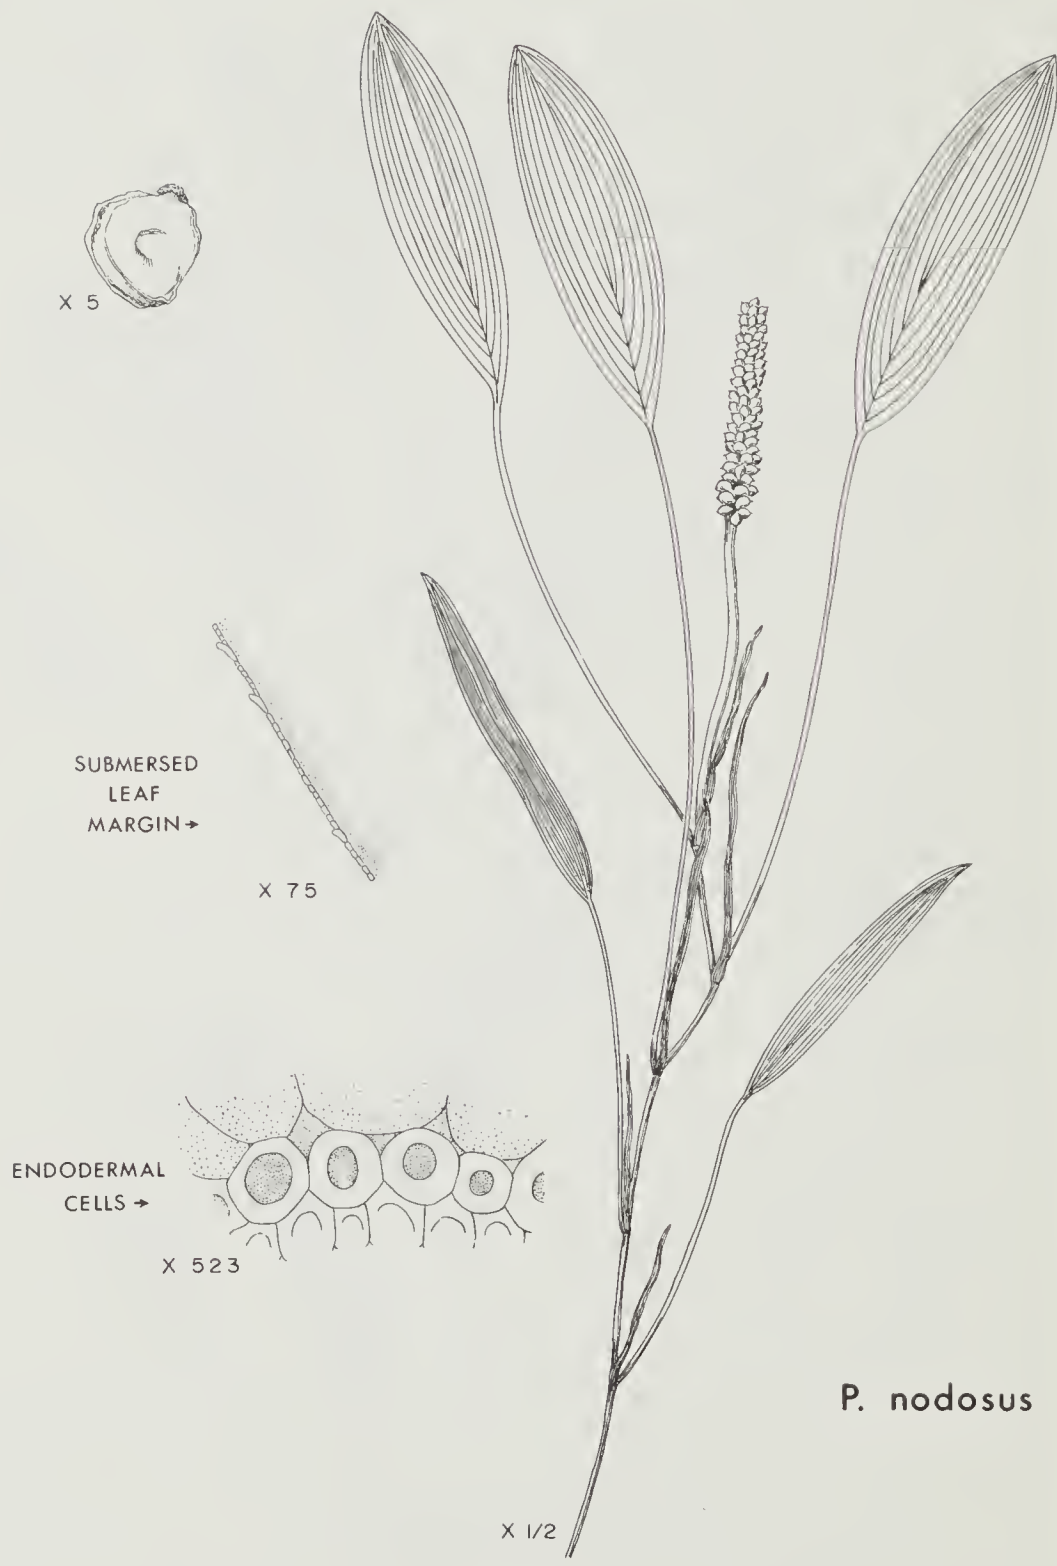 X 5
SUBMERSED
LEAF
MARGIN→
X 75
ENDODERMAL
CELLS →
X 523
P. nodosus
X 1/2